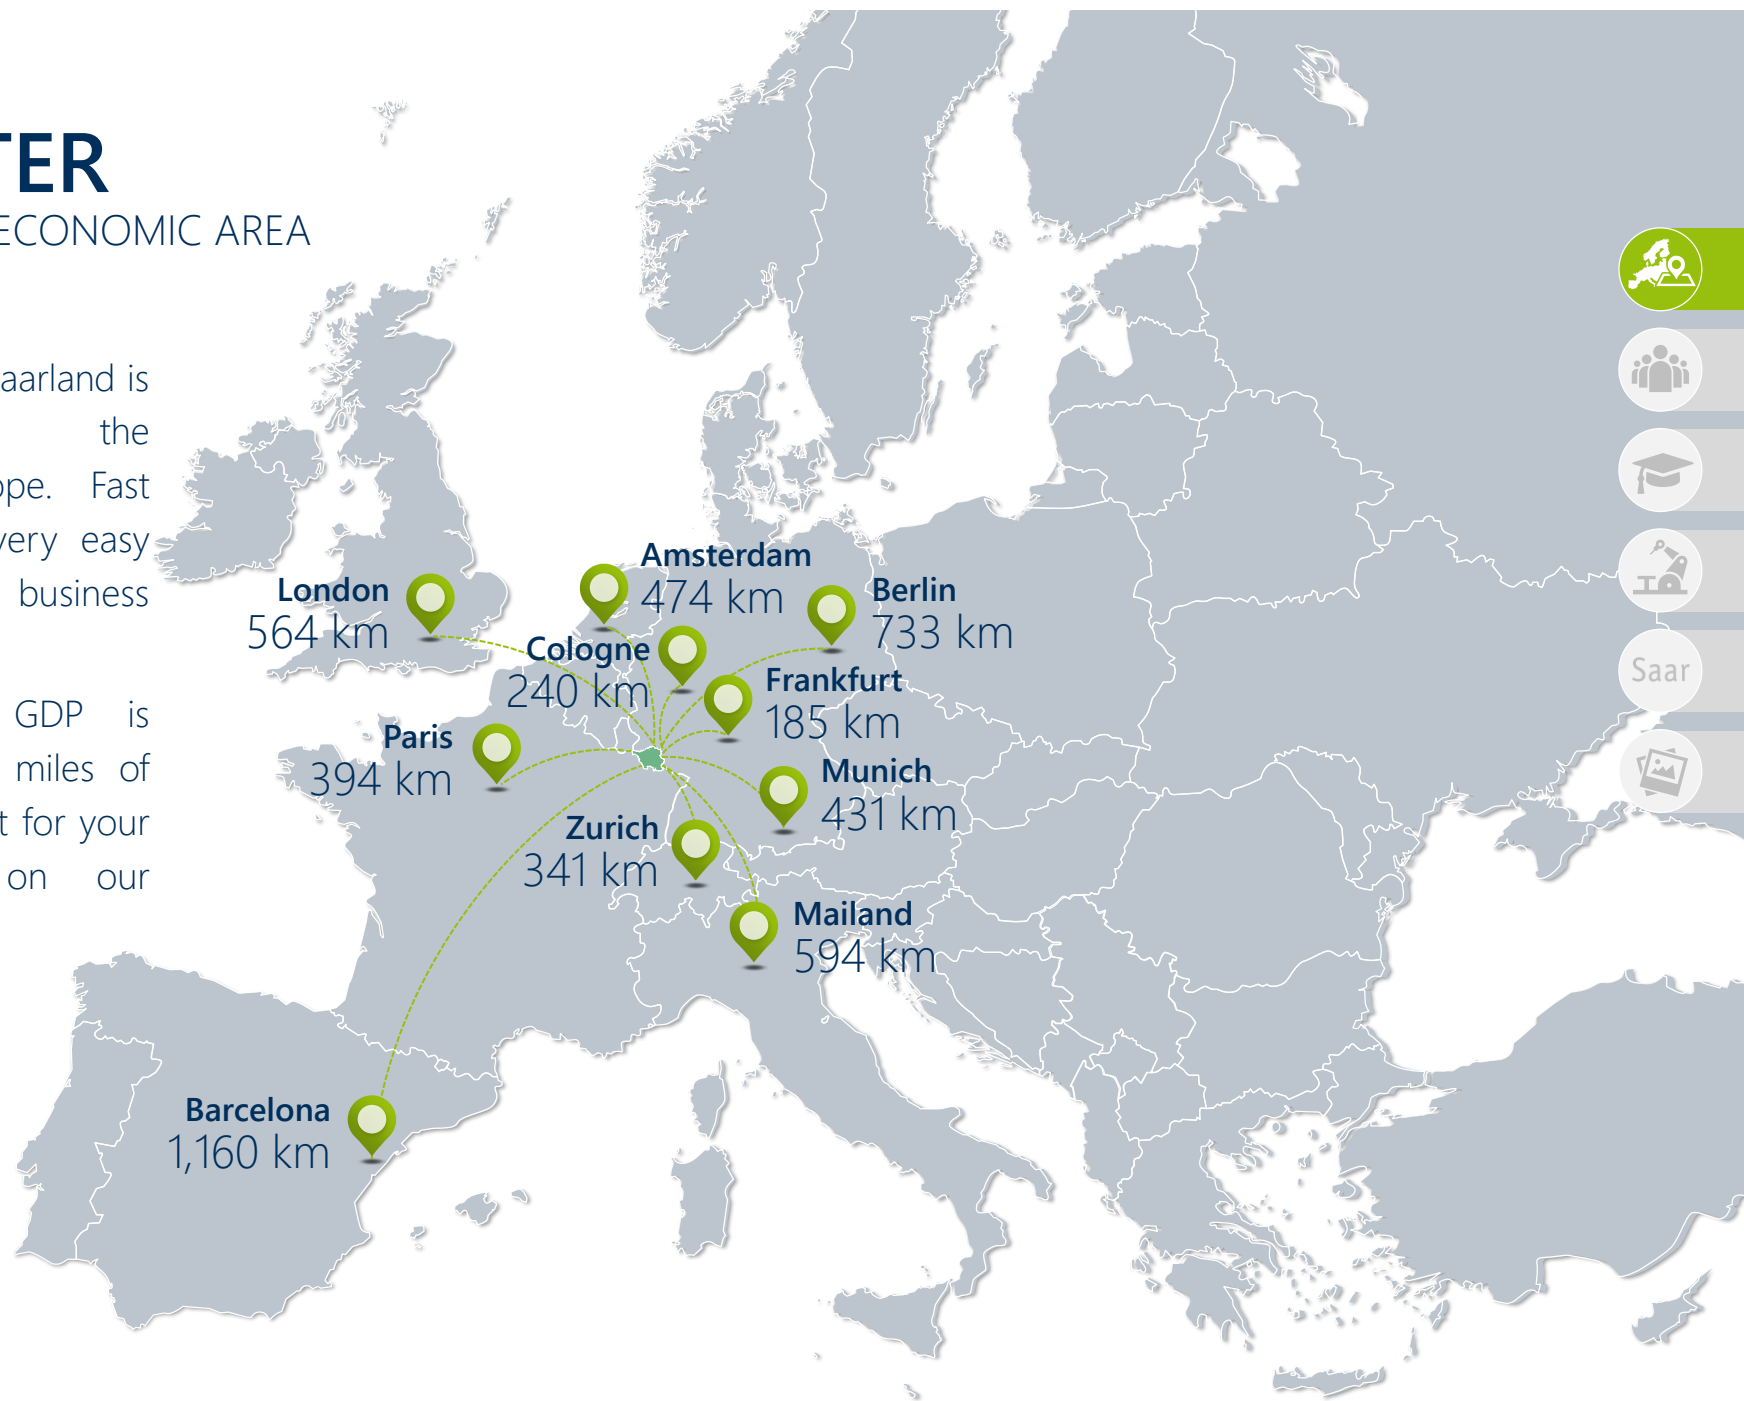 TER
ECONOMIC AREA
aarland is
the
ope. Fast
very easy
business
GDP is
miles of
t for your
on our
Amsterdam
474 km
London
564 km
Berlin
733 km
Cologne
240 km
Frankfurt
185 km
Paris
394 km
Munich
431 km
Zurich
341 km
Mailand
594 km
Barcelona
1,160 km
Saar